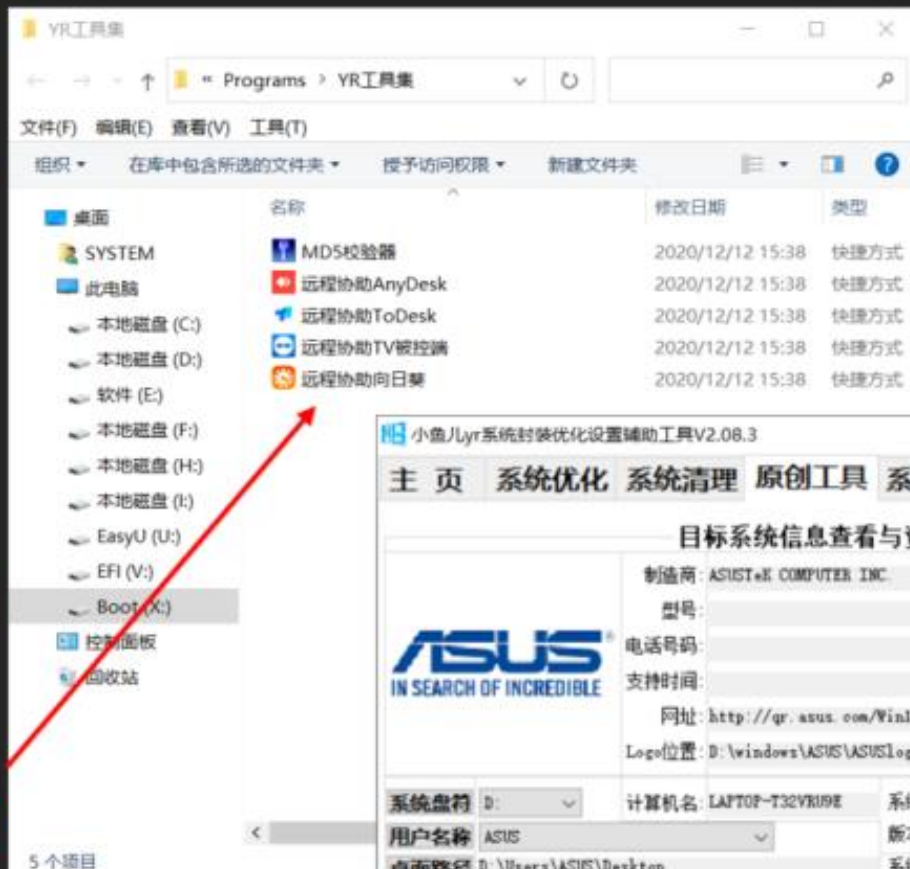 YR工具集
« Programs > YR工具集
文件(F) 编辑(E) 查看(V) 工具(T)
组织 在库中包含所选的文件夹 授予访问权限 新建文件夹
名称 修改日期 类型
桌面
SYSTEM
此电脑
本地磁盘 (C:)
本地磁盘 (D:)
软件 (E:)
本地磁盘 (F:)
本地磁盘 (H:)
本地磁盘 (I:)
EasyU (U:)
EFI (V:)
Boot (X:)
控制面板
回收站
MD5校验器 2020/12/12 15:38 快捷方式
远程协助AnyDesk 2020/12/12 15:38 快捷方式
远程协助ToDesk 2020/12/12 15:38 快捷方式
远程协助TV被控端 2020/12/12 15:38 快捷方式
远程协助向日葵 2020/12/12 15:38 快捷方式
5 个项目
小鱼儿yr系统封装优化设置辅助工具V2.08.3
主 页 系统优化 系统清理 原创工具 系
目标系统信息查看与
ASUS
IN SEARCH OF INCREDIBLE
制造商: ASUSTeK COMPUTER INC.
型号:
电话号码:
支持时间:
网址: http://qr.asus.com/Win1
Logo位置: D:\windows\ASUS\ASUSlog
系统盘符 D: 计算机名: LAPTOP-T32VRU9E
用户名称 ASUS
桌面路径 D:\Users\ASUS\Desktop